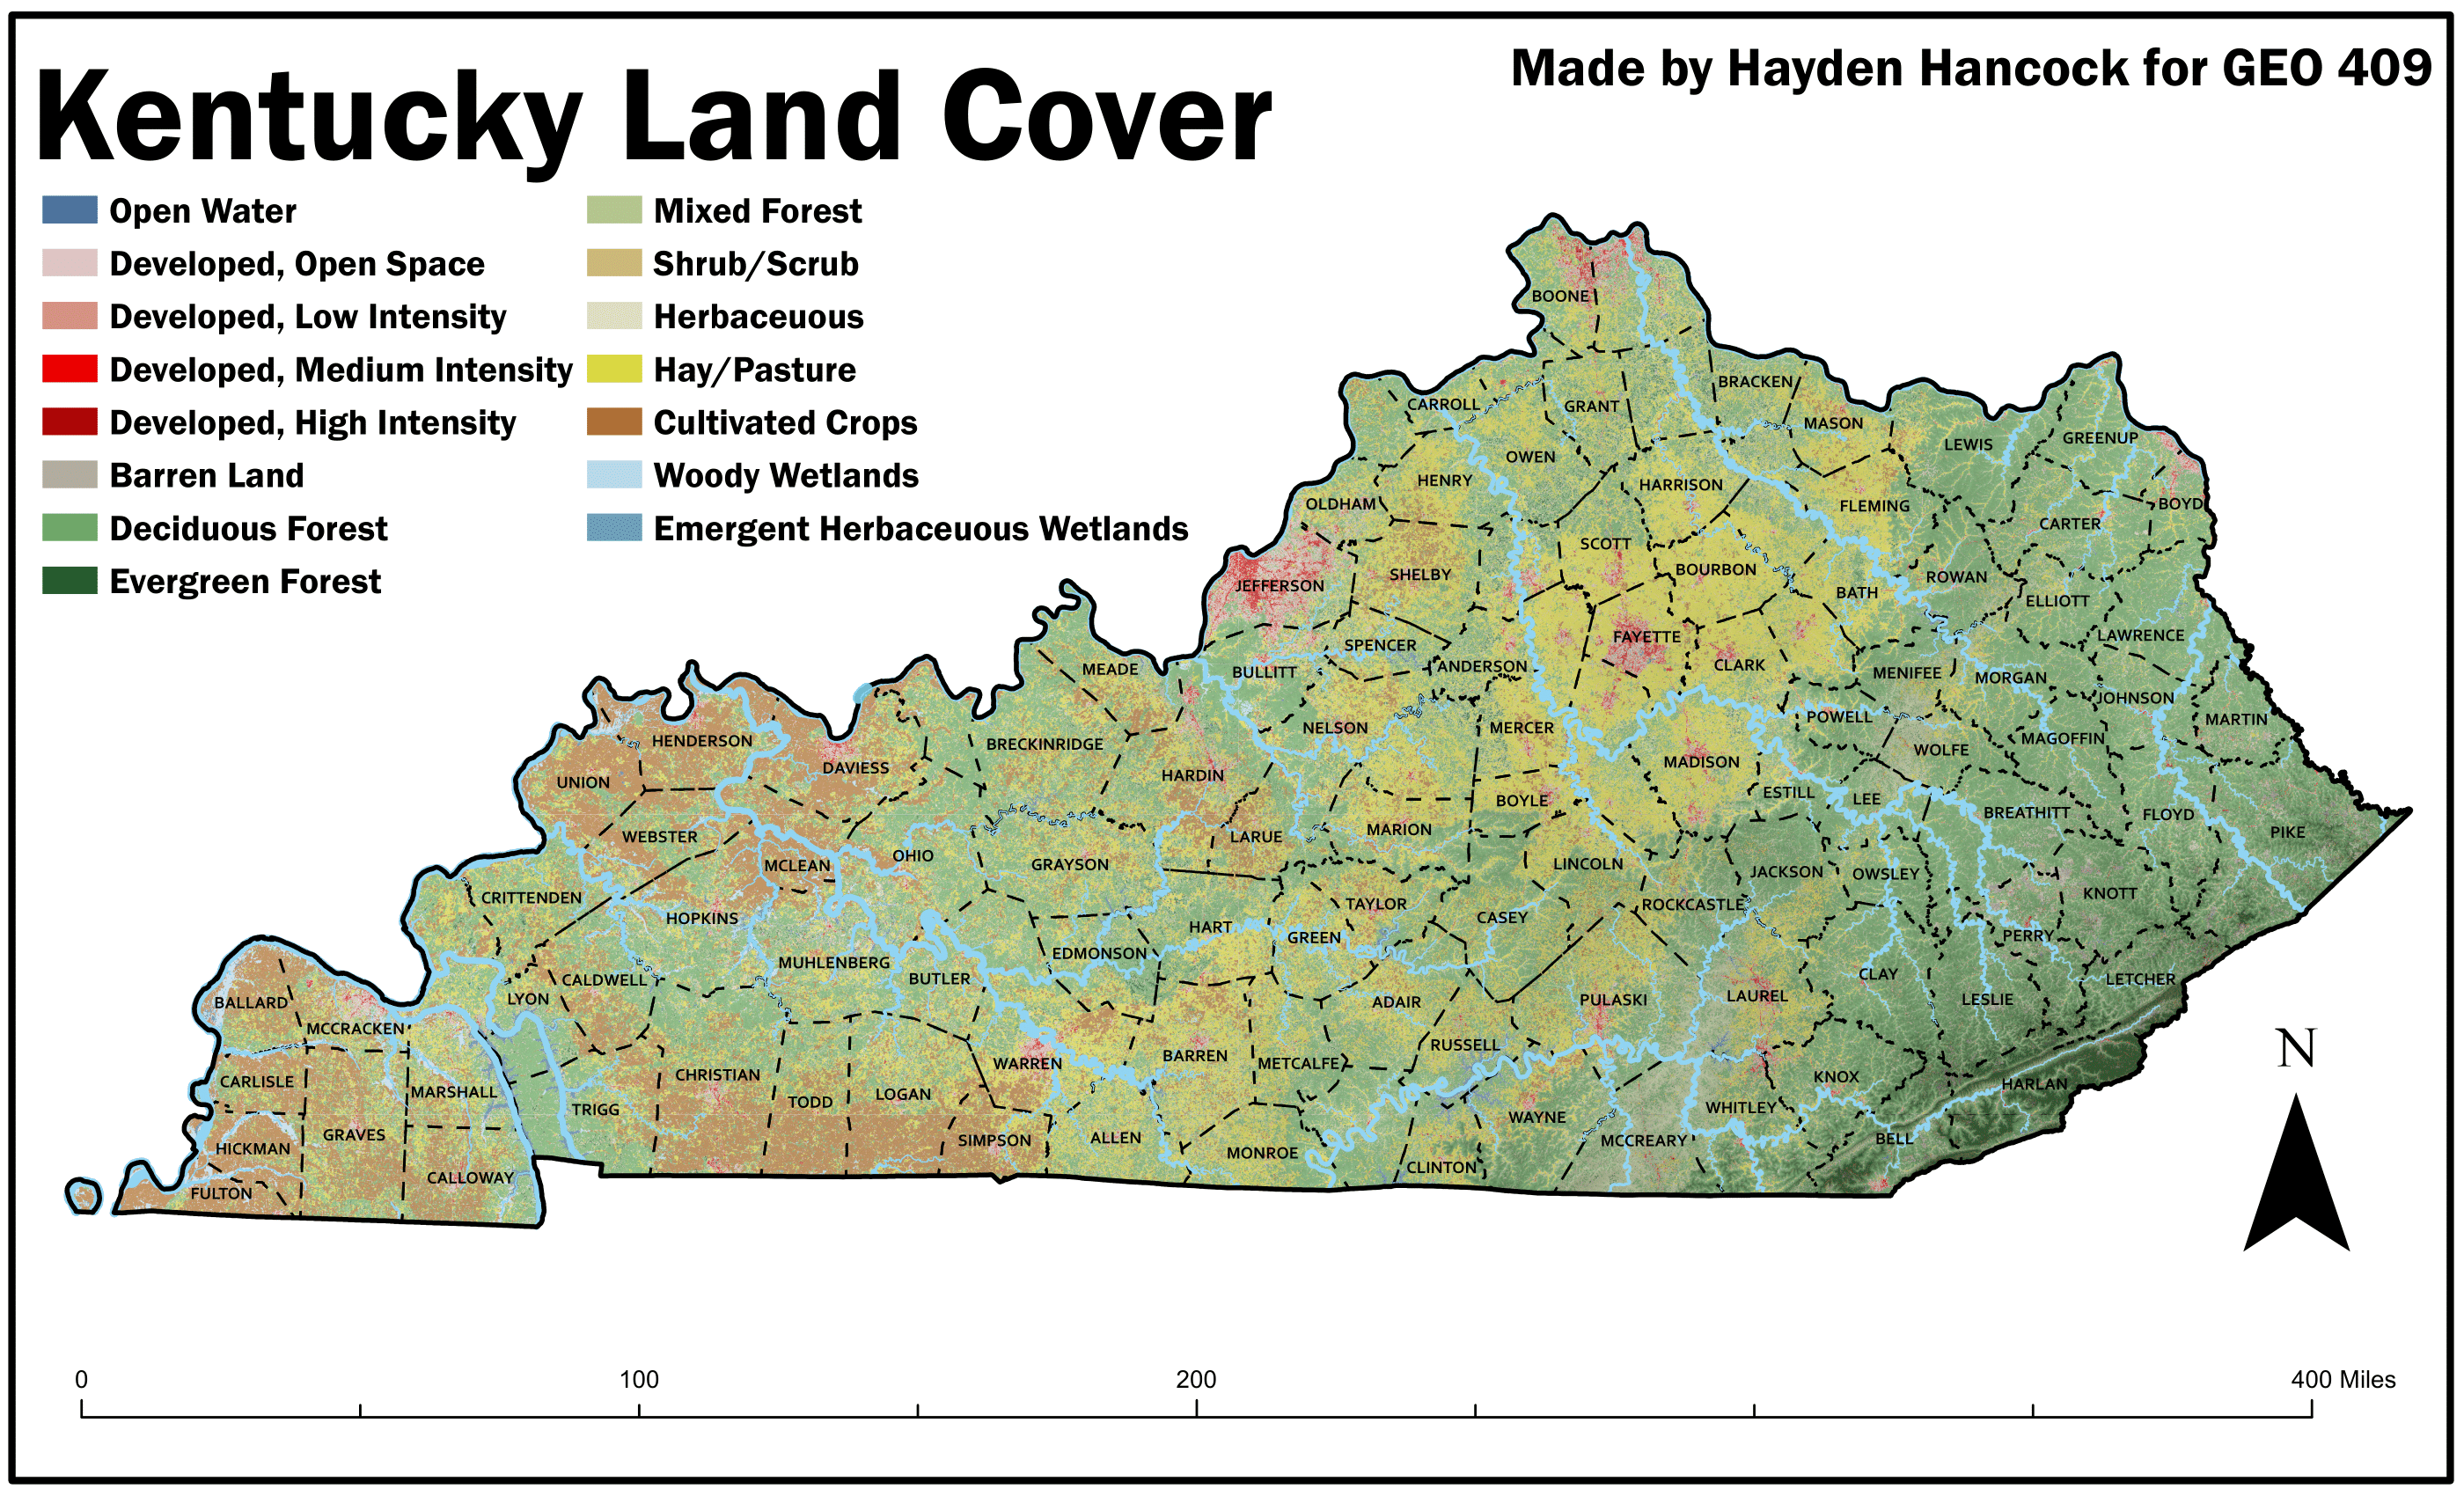 Kentucky Land Cover
Made by Hayden Hancock for GEO 409
Open Water
Developed, Open Space
Developed, Low Intensity
Developed, Medium Intensity
Developed, High Intensity
Barren Land
Deciduous Forest
Evergreen Forest
Mixed Forest
Shrub/Scrub
Herbaceuous
Hay/Pasture
Cultivated Crops
Woody Wetlands
Emergent Herbaceuous Wetlands
BOONE
BRACKEN
CARROLL
GRANT
MASON
LEWIS
GREENUP
OWEN
HENRY
HARRISON
OLDHAM
FLEMING
BOYD
CARTER
SCOTT
BOURBON
SHELBY
ROWAN
JEFFERSON
BATH
ELLIOTT
FAYETTE
LAWRENCE
SPENCER
CLARK
ANDERSON
MEADE
BULLITT
MENIFEE
MORGAN
JOHNSON
POWELL
MARTIN
NELSON
MERCER
HENDERSON
BRECKINRIDGE
MAGOFFIN
WOLFE
DAVIESS
MADISON
HARDIN
UNION
ESTILL
LEE
BOYLE
BREATHITT
FLOYD
MARION
PIKE
WEBSTER
LARUE
OHIO
MCLEAN
GRAYSON
LINCOLN
JACKSON
OWSLEY
KNOTT
CRITTENDEN
TAYLOR
ROCKCASTLE
HOPKINS
CASEY
HART
GREEN
PERRY
EDMONSON
MUHLENBERG
CALDWELL
BUTLER
CLAY
LETCHER
LYON
LAUREL
BALLARD
ADAIR
PULASKI
LESLIE
MCCRACKEN
RUSSELL
BARREN
WARREN
METCALFE
CHRISTIAN
KNOX
CARLISLE
HARLAN
MARSHALL
LOGAN
TODD
TRIGG
WHITLEY
WAYNE
GRAVES
ALLEN
SIMPSON
MCCREARY
BELL
HICKMAN
MONROE
CLINTON
CALLOWAY
FULTON
N
0
100
200
400 Miles